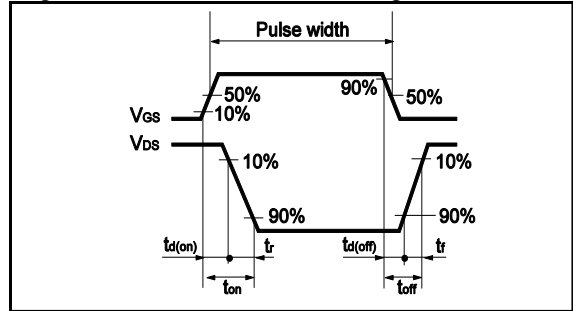 Pulse width
90%
50% 50%
VGS 10%
VDS
10% 10%
90% 90%
td(on) tr td(off) tf
ton toff